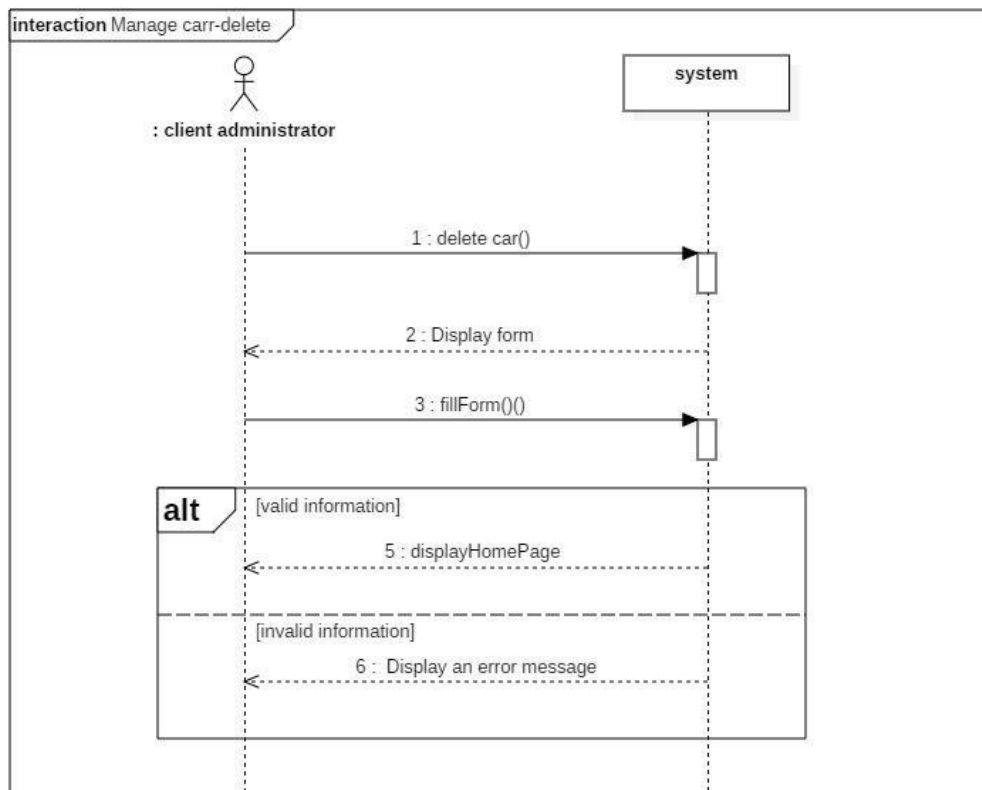 interaction Manage carr-delete
system
: client administrator
1 : delete car()
2 : Display form
3 : fillForm()()
alt
[valid information]
5 : displayHomePage
[invalid information]
6 : Display an error message